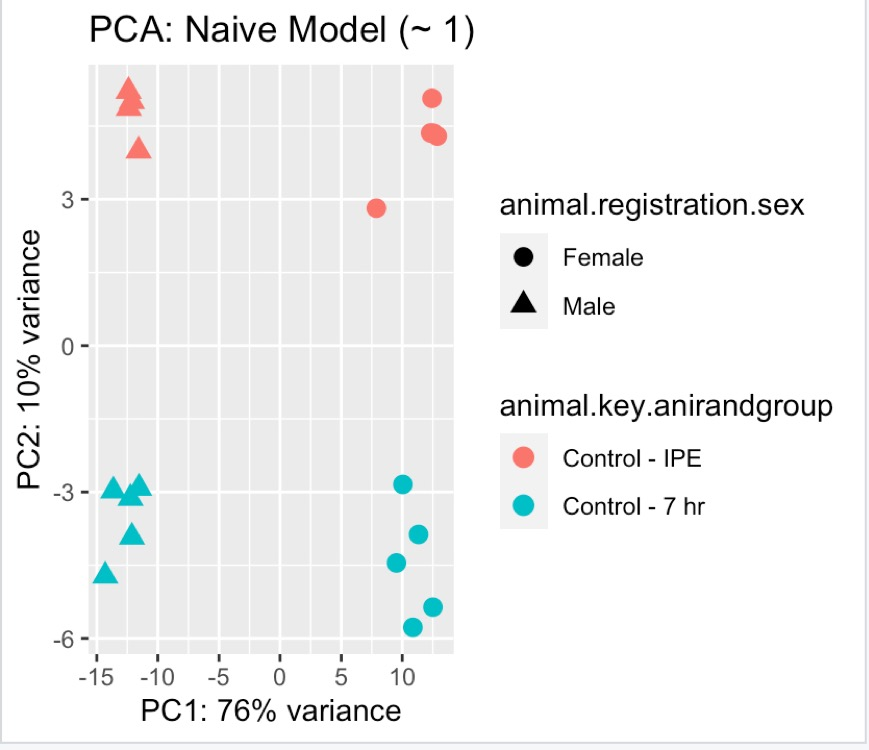 PCA: Naive Model (~ 1)
PC2: 10% variance
3
0
-3
-6
-15
-10
-5
0
5
10
PC1: 76% variance
animal.registration.sex
Female
Male
animal.key.anirandgroup
Control - IPE
Control - 7 hr